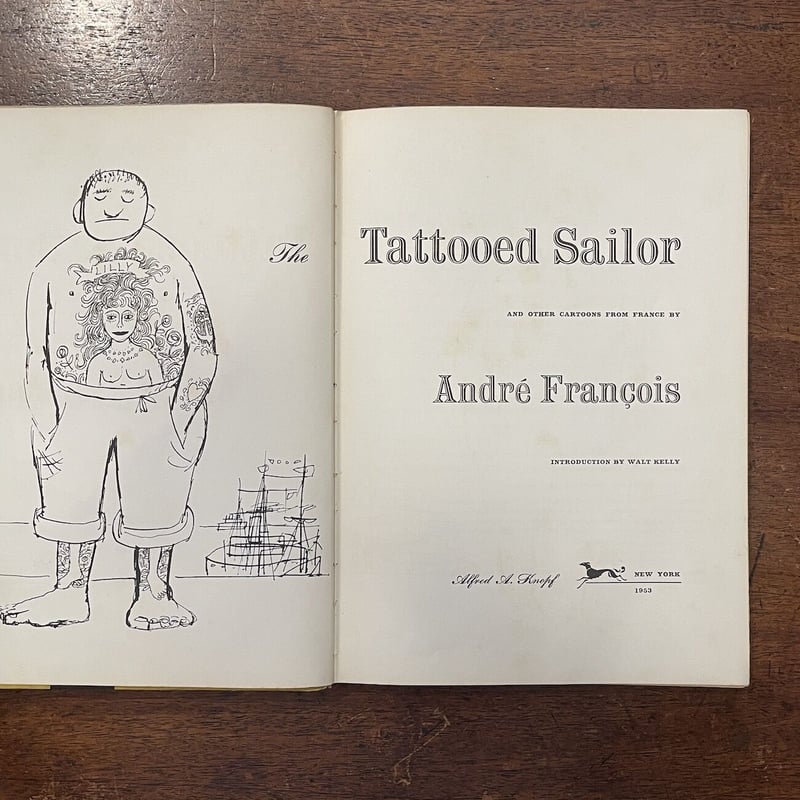 LILLY
The Tattooed Sailor
AND OTHER CARTOONS FROM FRANCE BY
André François
INTRODUCTION BY WALT KELLY
Alfred A. Knopf NEW YORK
1953